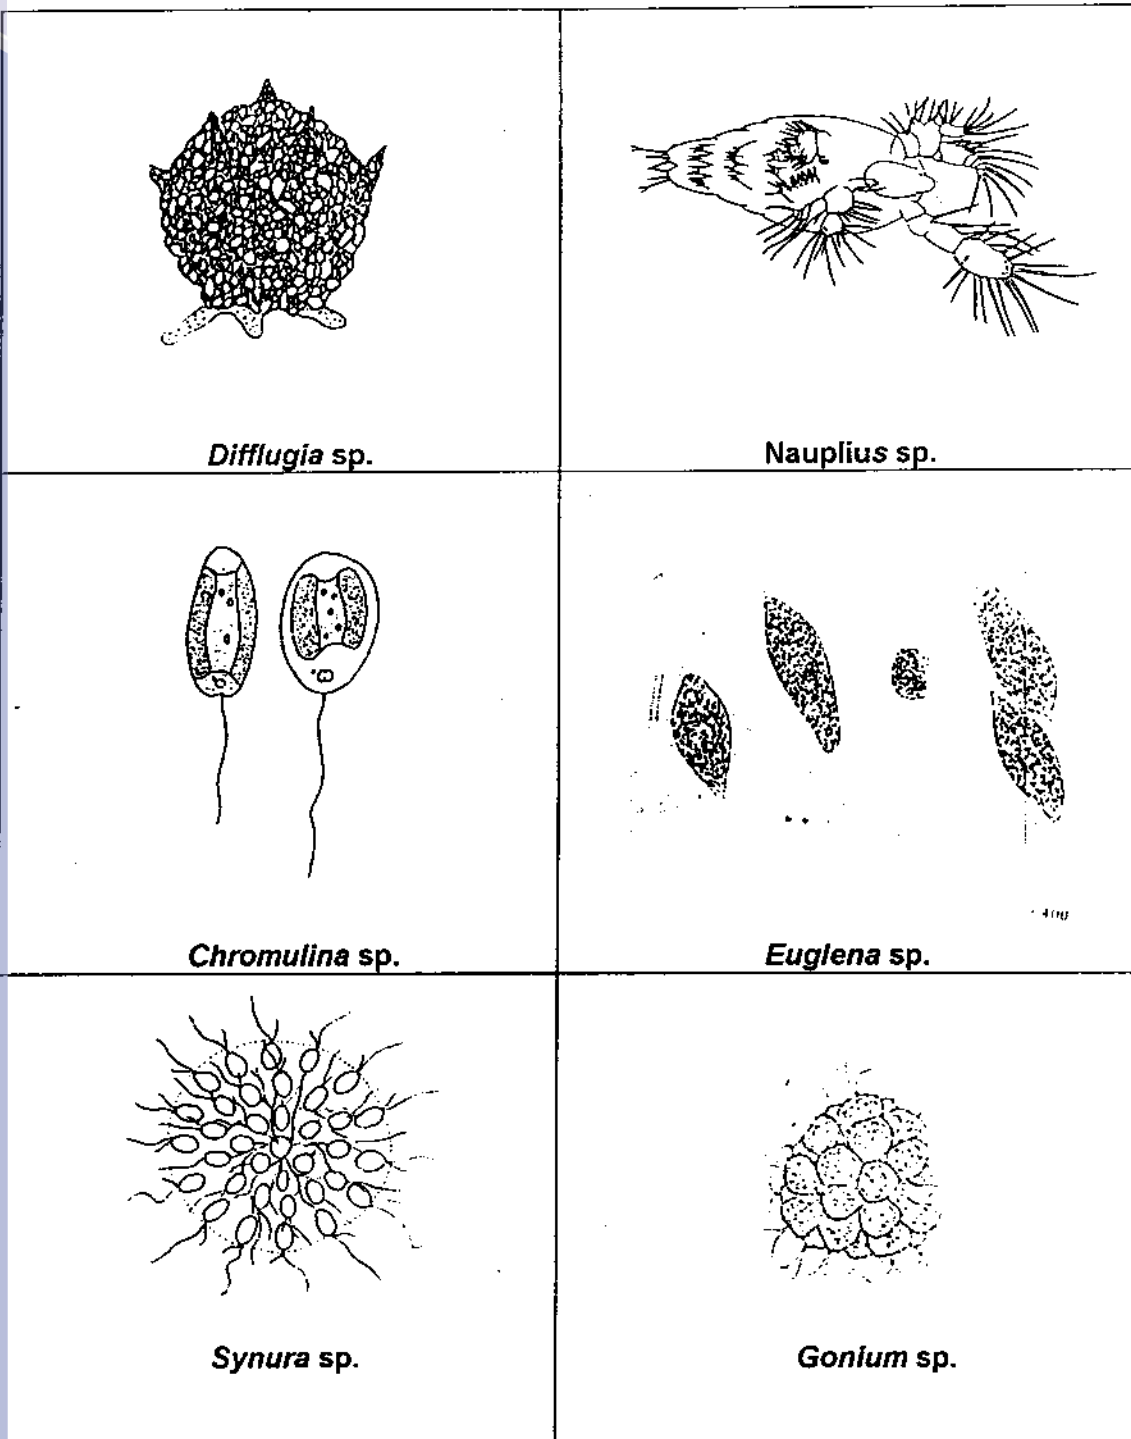 Difflugia sp.
Nauplius sp.
Chromulina sp.
Euglena sp.
Synura sp.
Gonium sp.